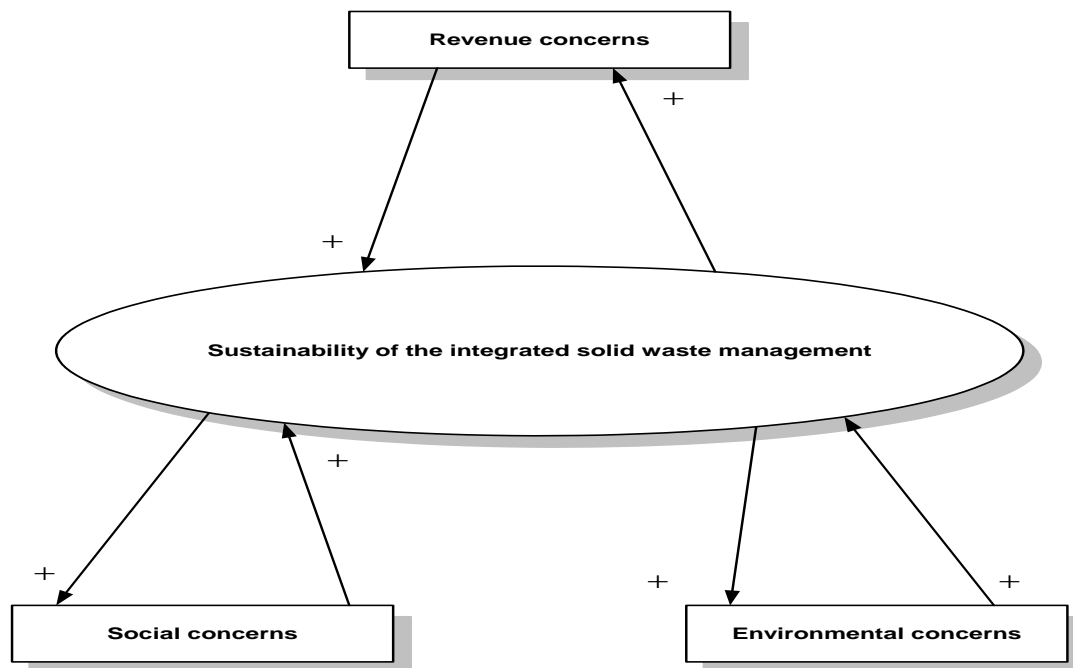 Revenue concerns
+
+
Sustainability of the integrated solid waste management
+
+
+
+
Social concerns
Environmental concerns